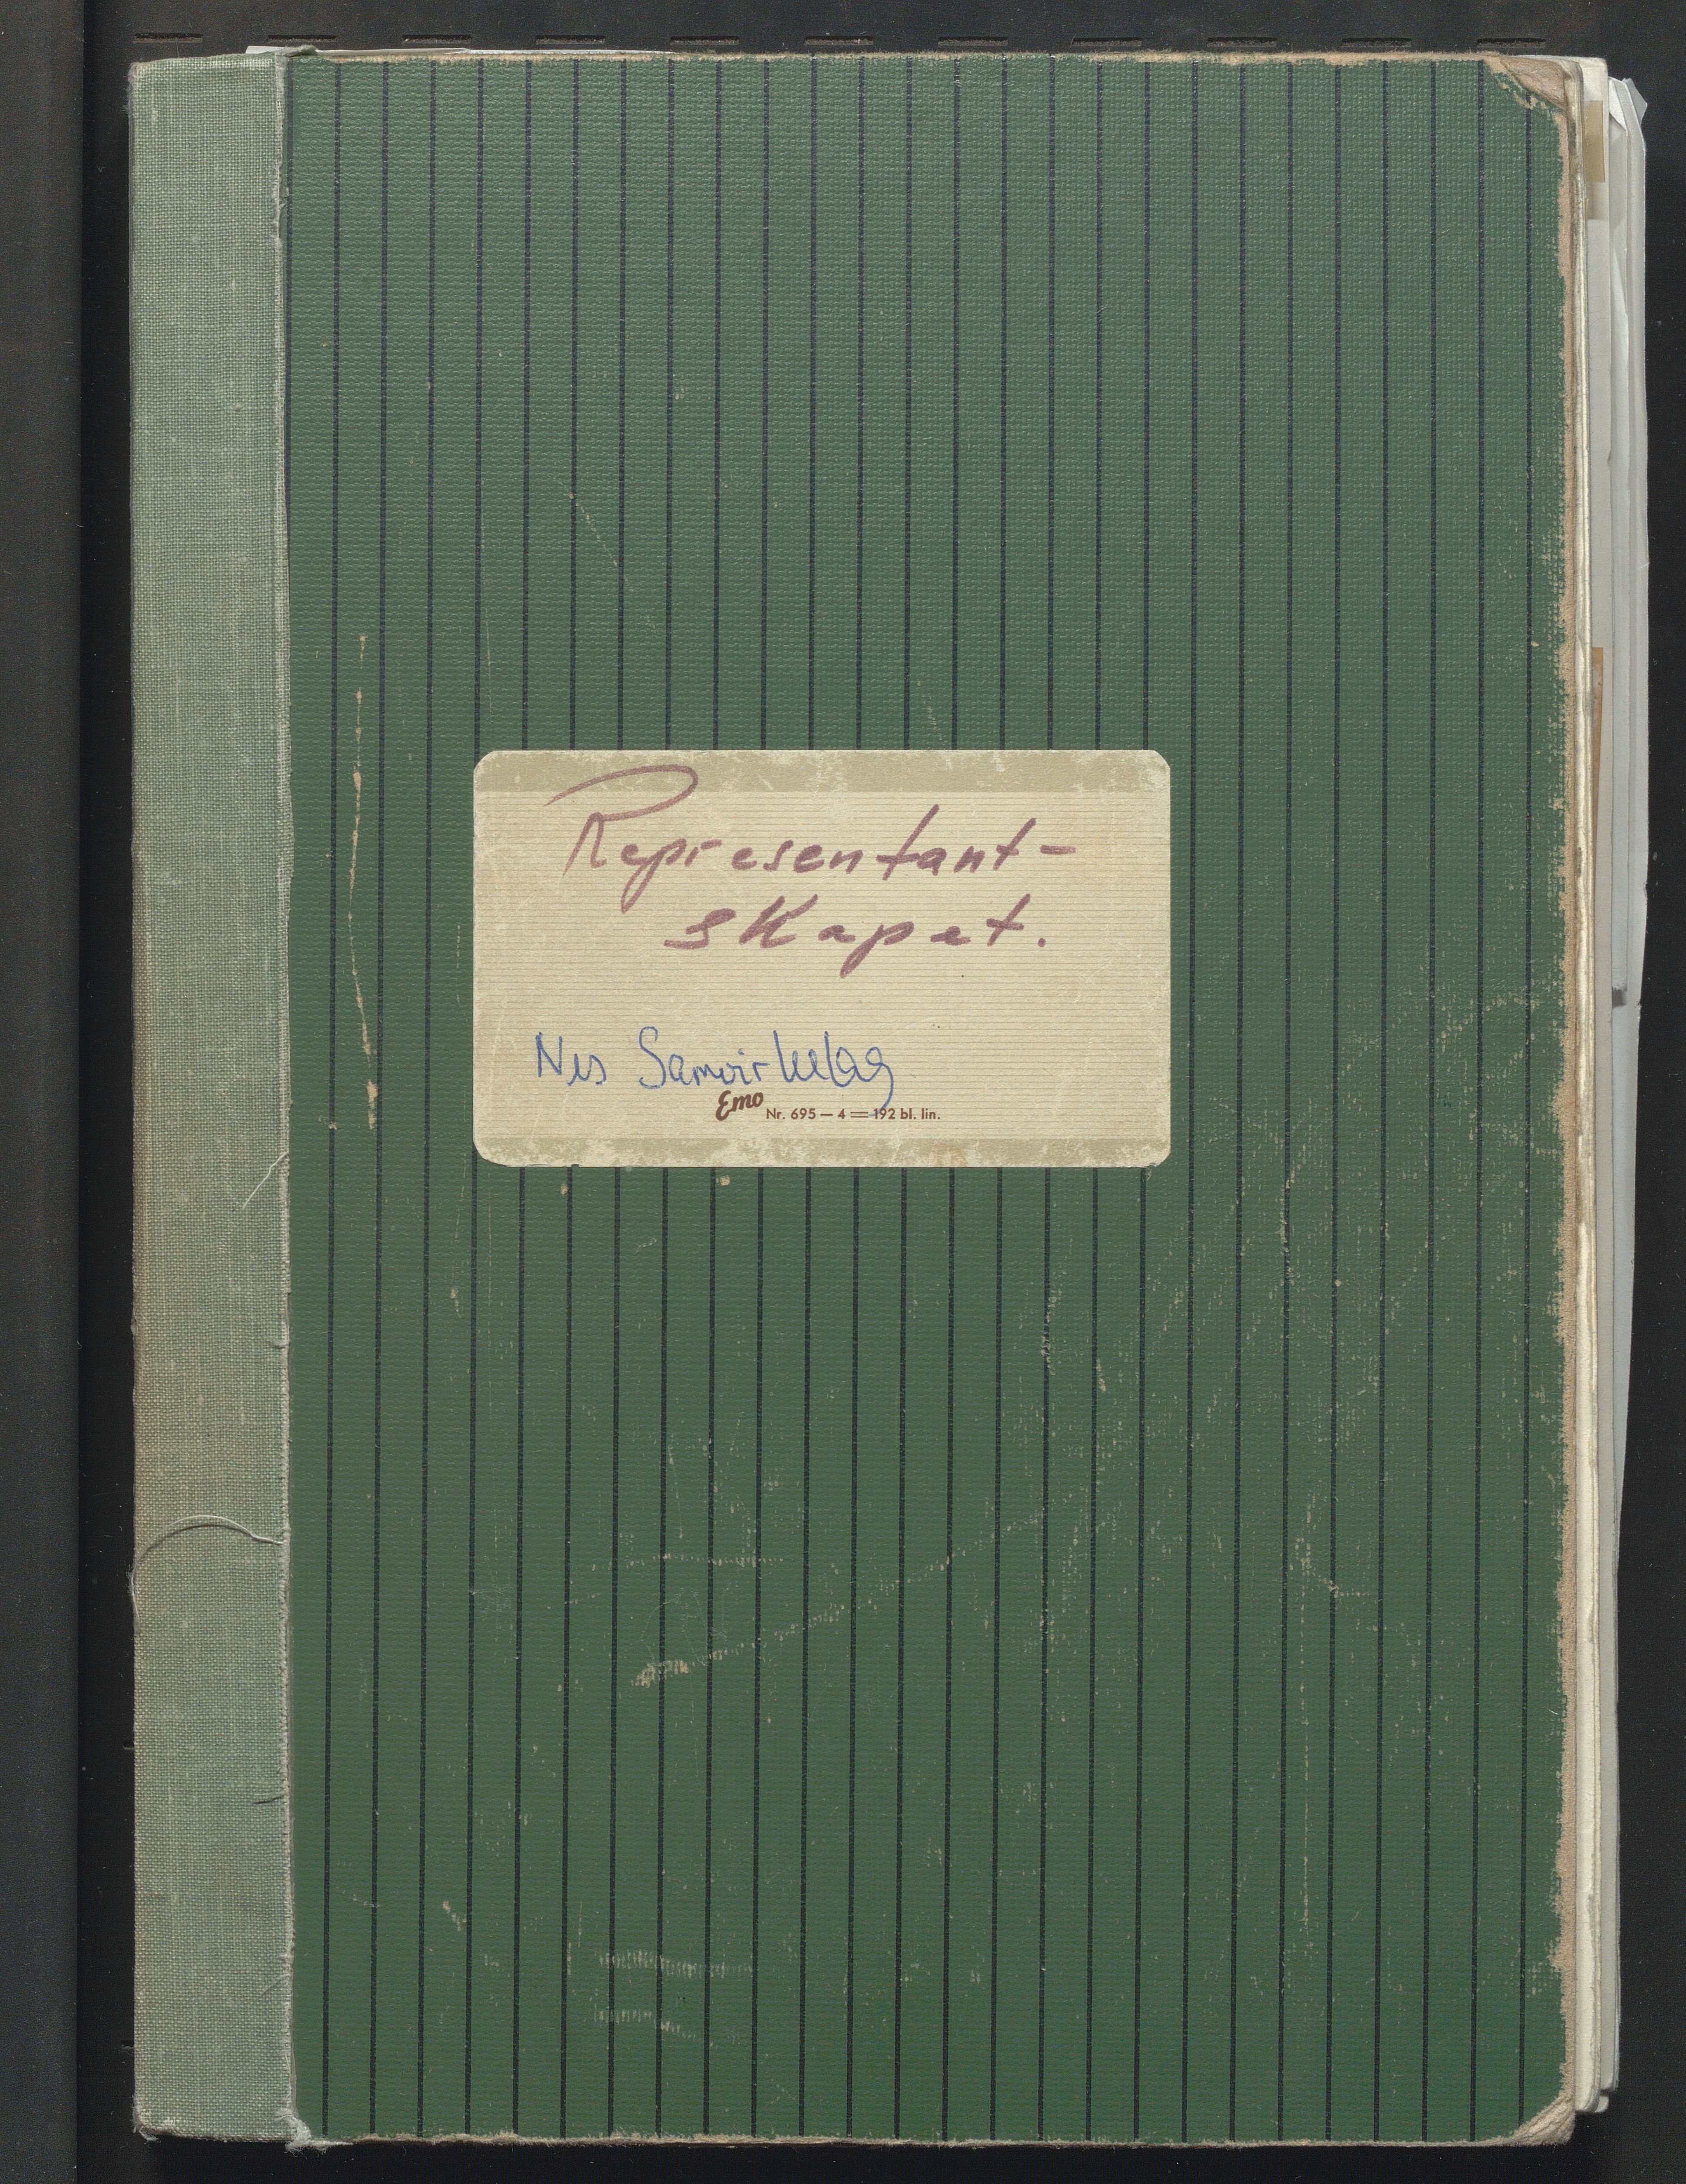 Representant-
skapet.
Nes Samvirkelag
Emo Nr. 695 — 4 = 192 bl. lin.